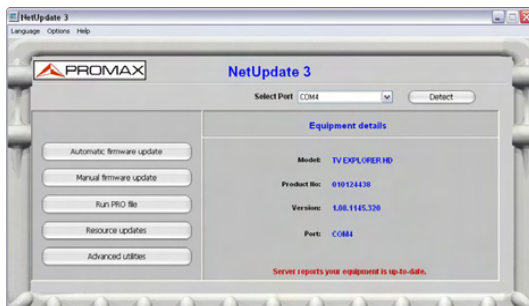 NetUpdate 3
Language Options Help
PROMAX
NetUpdate 3
Select Port COM4 Detect
Equipment details
Automatic firmware update
Manual firmware update
Run PRO file
Resource updates
Advanced utilities
Model: TV EXPLORER HD
Product No: 010124438
Version: 1.08.1145.320
Port: COM4
Server reports your equipment is up-to-date.